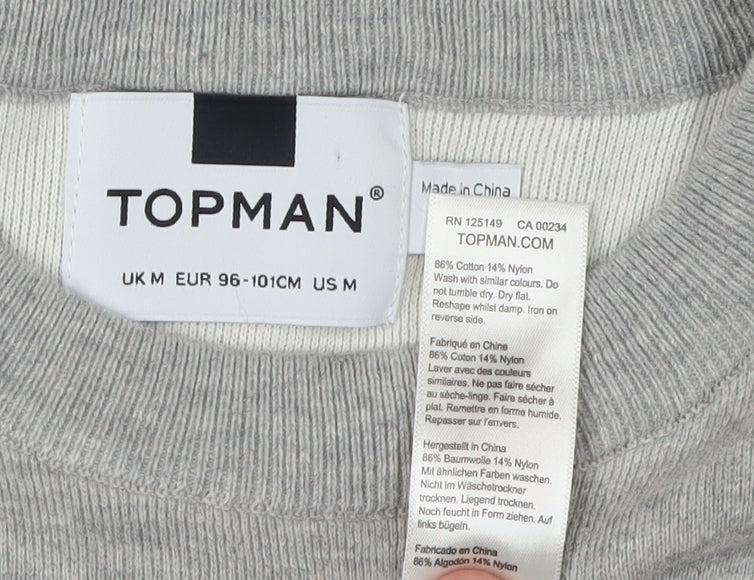 TOPMAN®
UK M EUR 96-101CM US M
Made in China
RN 125149 CA 00234
TOPMAN.COM
86% Cotton 14% Nylon
Wash with similar colours. Do
not tumble dry. Dry flat.
Reshape whilst damp. Iron on
reverse side.
Fabriqué en Chine
86% Coton 14% Nylon
Laver avec des couleurs
similaires. Ne pas faire sécher
au sèche-linge. Faire sécher à
plat. Remettre en forme humide.
Repasser sur l'envers.
Hergestellt in China
86% Baumwolle 14% Nylon
Mit ähnlichen Farben waschen.
Nicht im Wäschetrockner
trocknen. Liegend trocknen.
Noch feucht in Form ziehen. Auf
links bügeln.
Fabricado en China
86% Algodón 14% Nylon